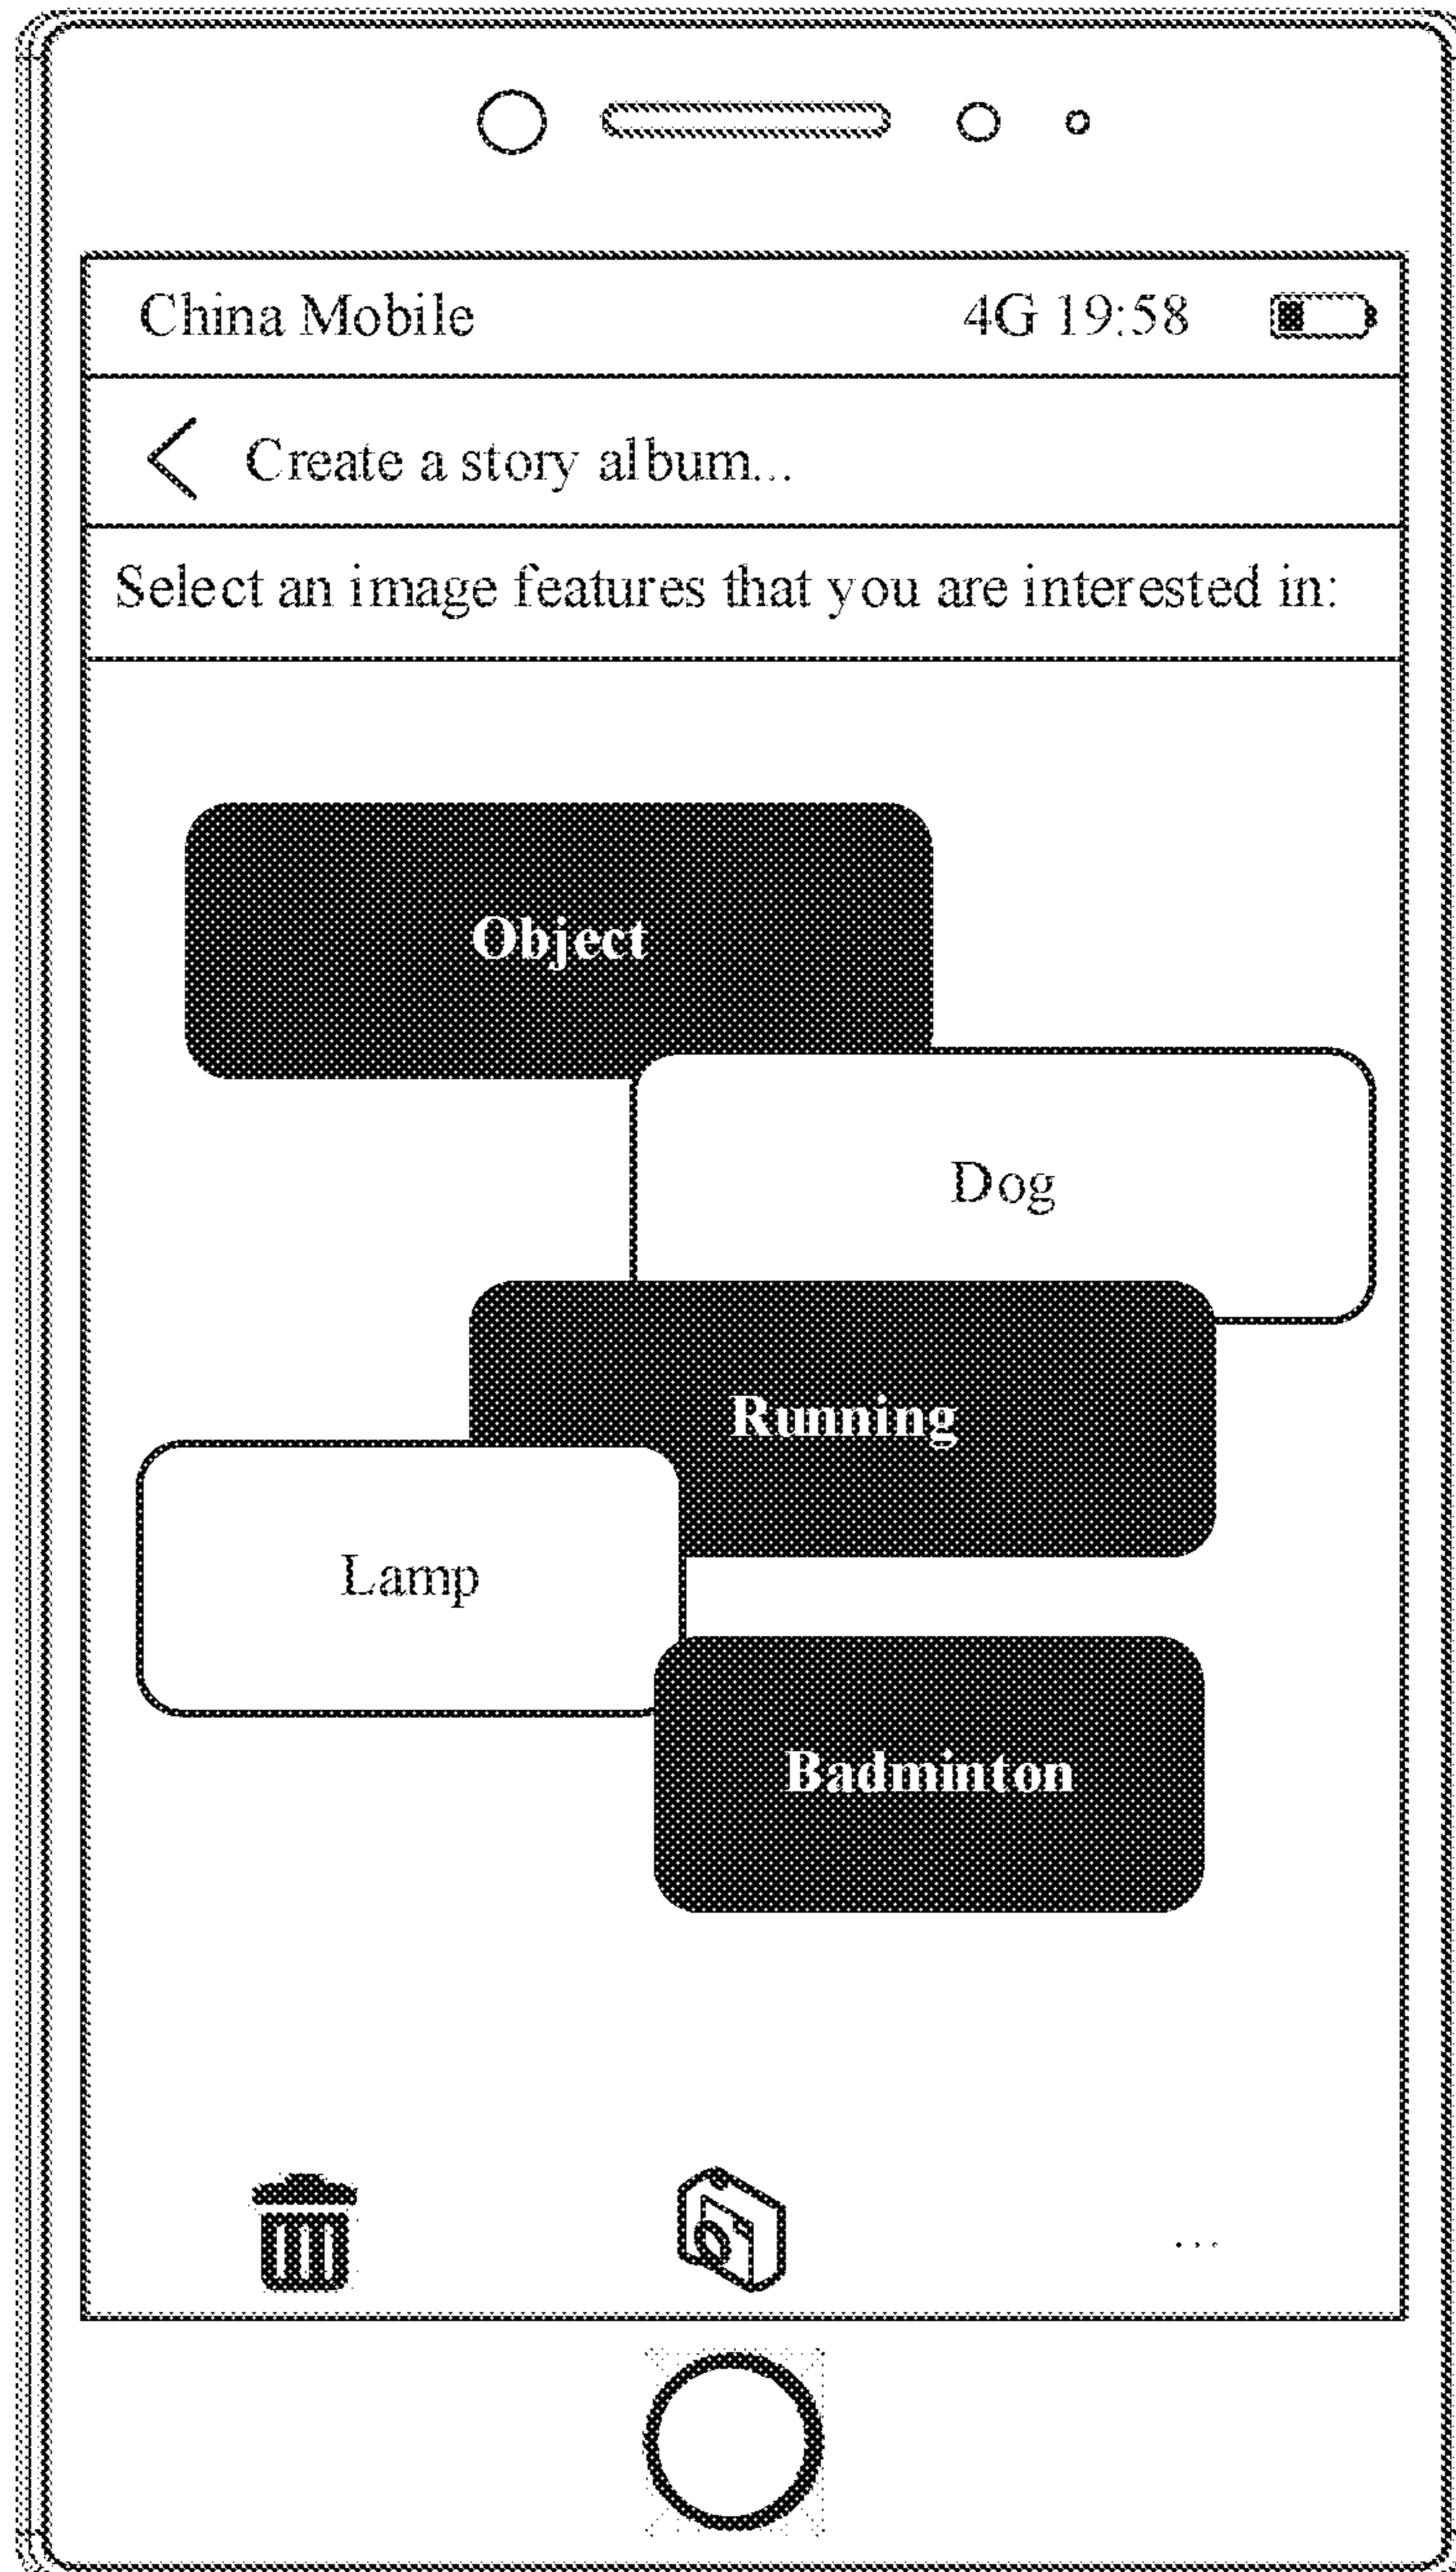 China Mobile 4G 19:58
Create a story album...
Select an image features that you are interested in:
Object
Dog
Running
Lamp
Badminton
...